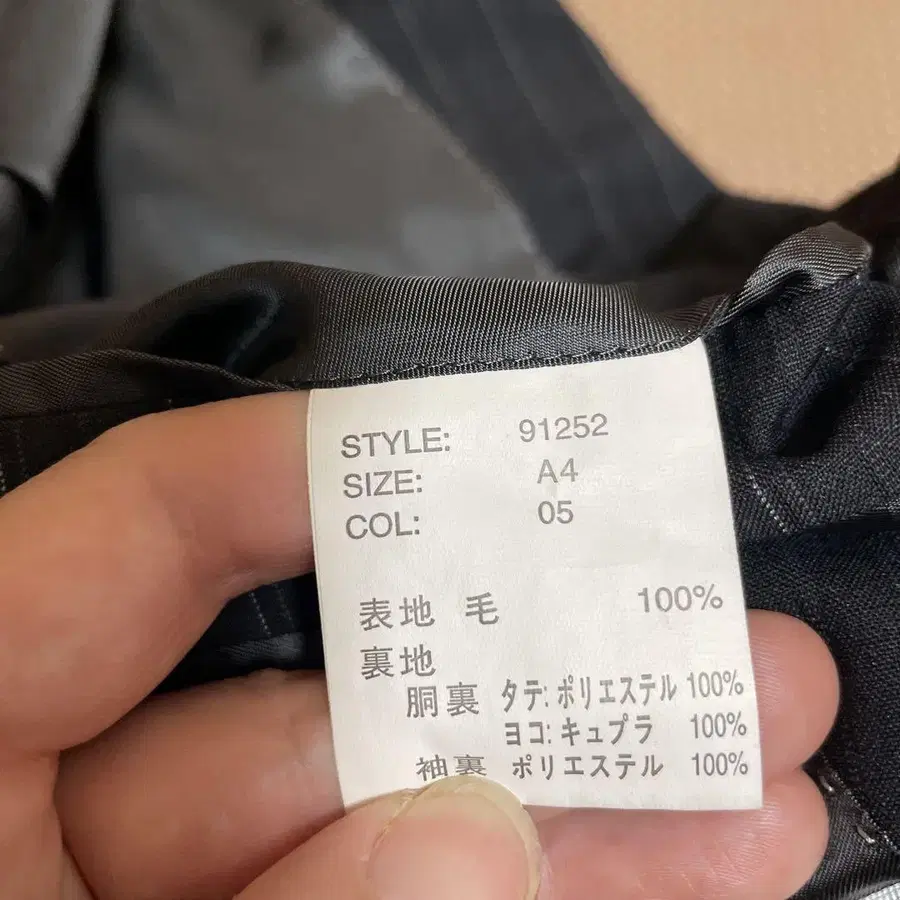 STYLE: 91252
SIZE: A4
COL: 05
表地 毛 100%
裏地
胴裏 タテ:ポリエステル 100%
ヨコ:キュプラ 100%
袖裏 ポリエステル 100%